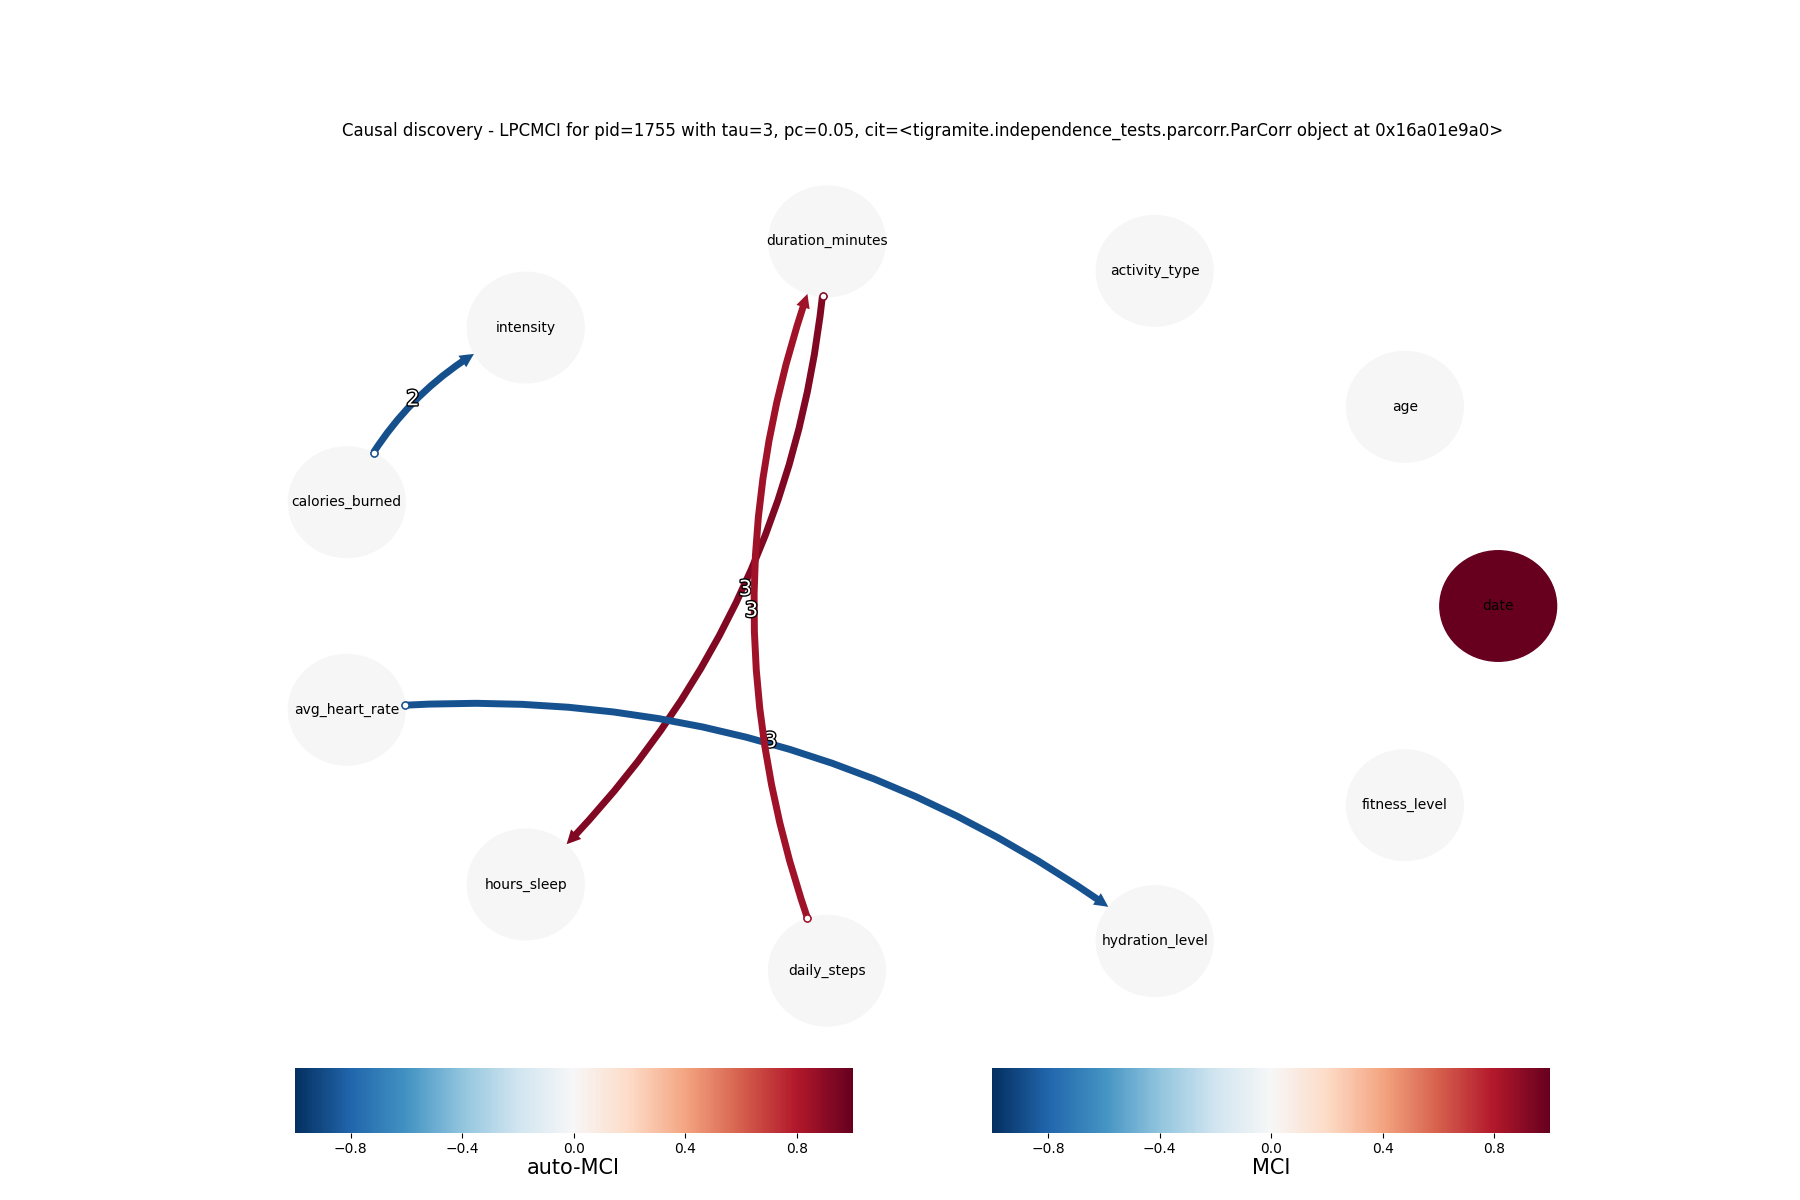 Causal discovery - LPCMCI for pid=1755 with tau=3, pc=0.05, cit=<tigramite.independence_tests.parcorr.ParCorr object at 0x16a01e9a0>
duration_minutes
activity_type
intensity
2
age
calories_burned
3
3
date
avg_heart_rate
3
fitness_level
hours_sleep
hydration_level
daily_steps
−0.8 −0.4 0.0 0.4 0.8
auto-MCI
−0.8 −0.4 0.0 0.4 0.8
MCI